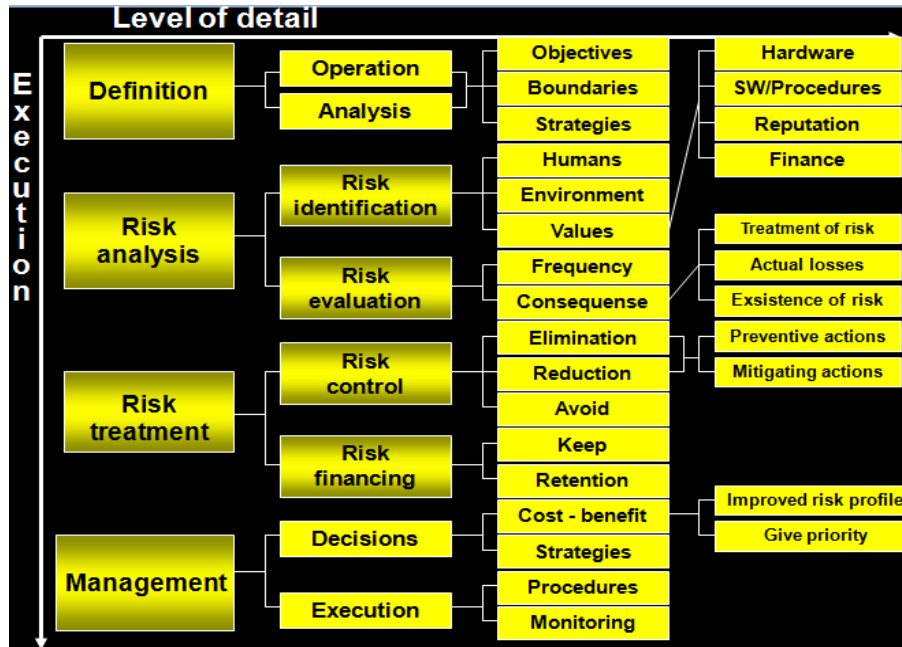 Level of detail
Execution
Definition
Operation
Analysis
Objectives
Boundaries
Strategies
Hardware
SW/Procedures
Reputation
Finance
Risk
analysis
Risk
identification
Humans
Environment
Values
Risk
evaluation
Frequency
Consequense
Treatment of risk
Actual losses
Exsistence of risk
Risk
treatment
Risk
control
Elimination
Reduction
Avoid
Preventive actions
Mitigating actions
Risk
financing
Keep
Retention
Management
Decisions
Cost - benefit
Strategies
Improved risk profile
Give priority
Execution
Procedures
Monitoring